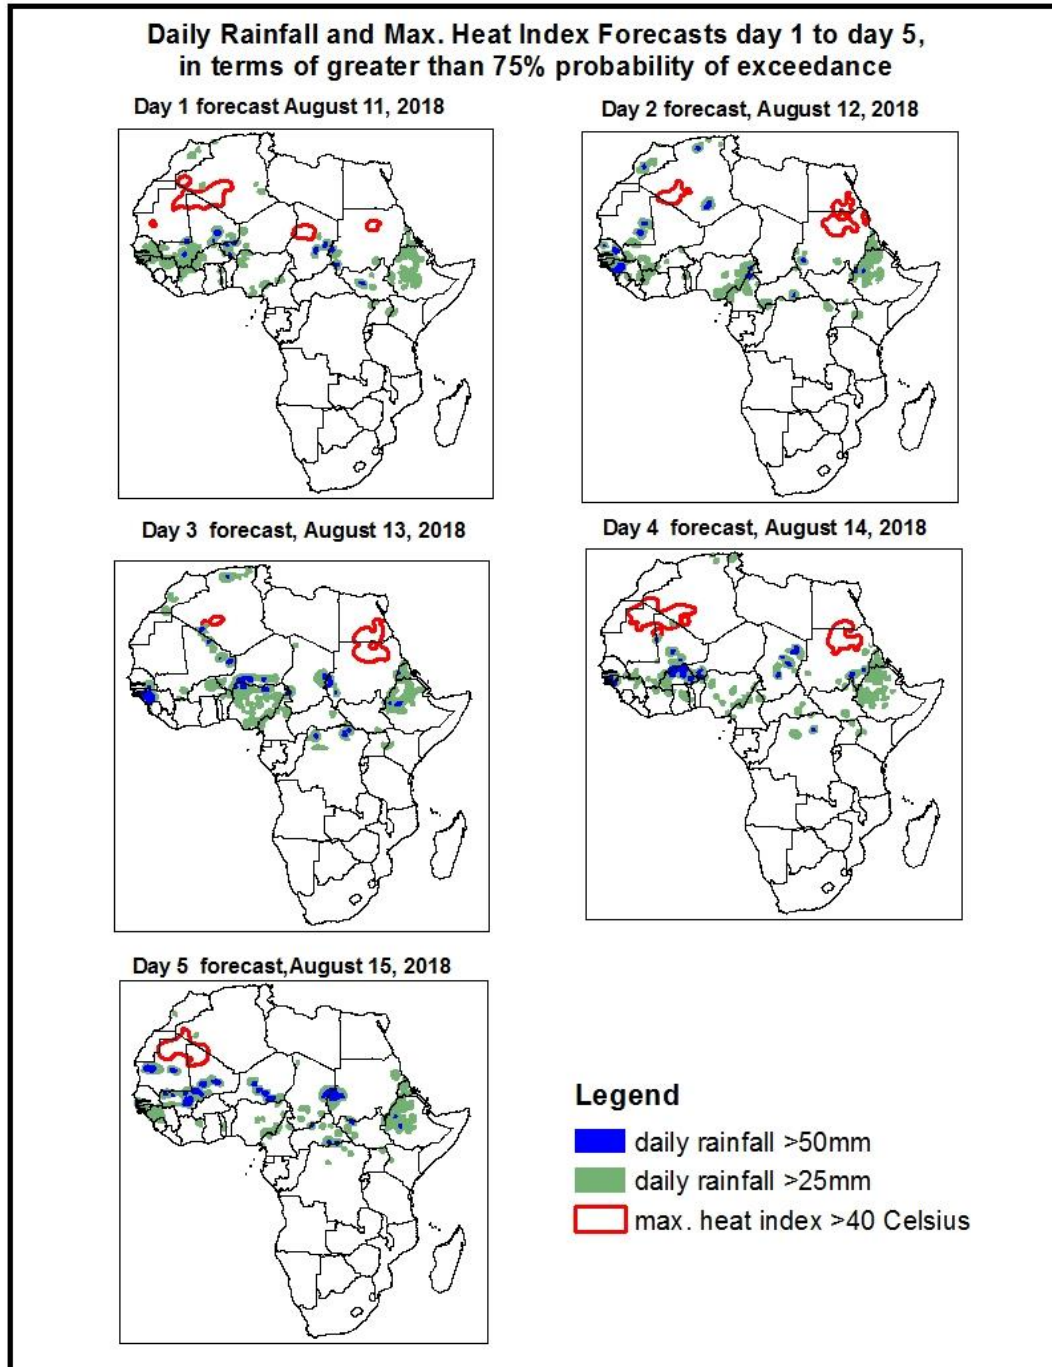 Daily Rainfall and Max. Heat Index Forecasts day 1 to day 5,
in terms of greater than 75% probability of exceedance
Day 1 forecast August 11, 2018
Day 2 forecast, August 12, 2018
Day 3  forecast, August 13, 2018
Day 4  forecast, August 14, 2018
Day 5  forecast,August 15, 2018
Legend
daily rainfall >50mm
daily rainfall >25mm
max. heat index >40 Celsius